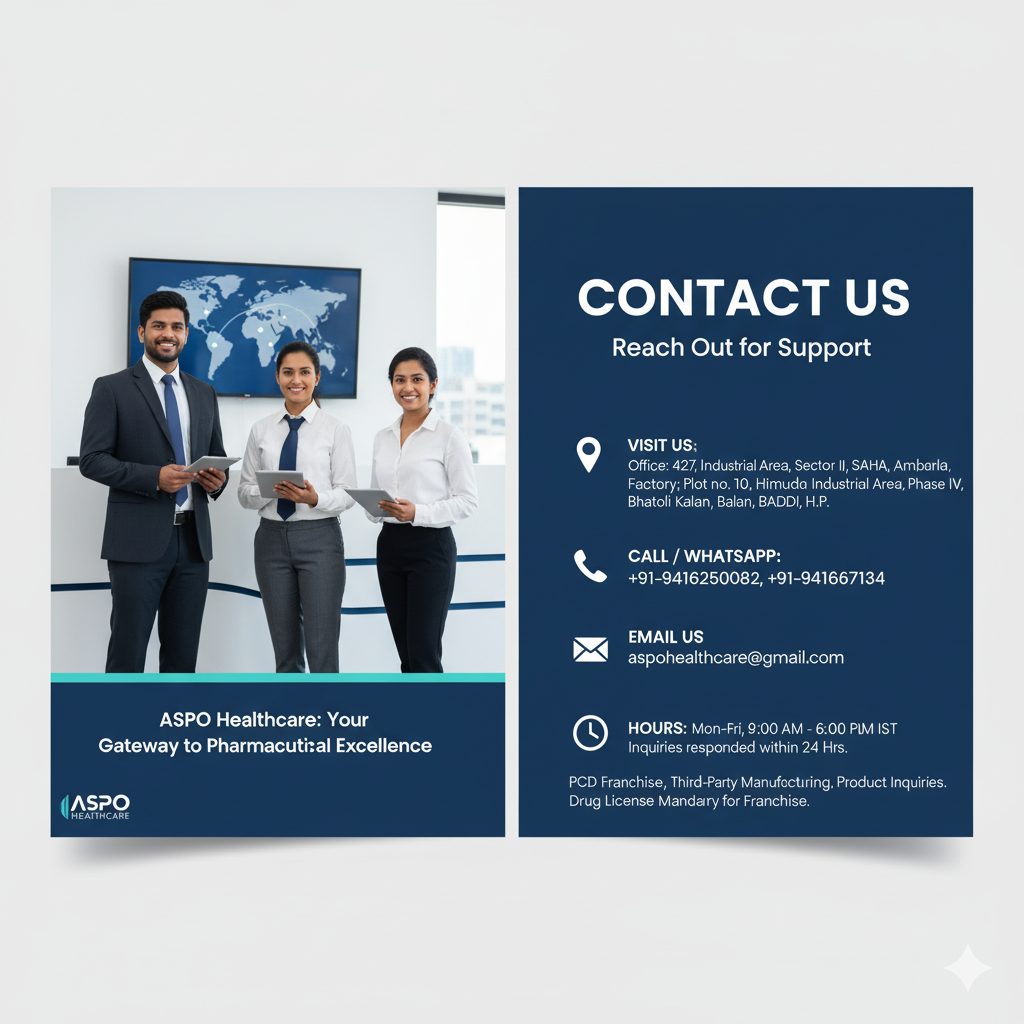 ASPO Healthcare: Your
Gateway to Pharmacutiɜal Excellence
ASPO
HEALTHCARE
CONTACT US
Reach Out for Support
VISIT US:
Office: 427, Industrial Area, Sector II, SAHA, Ambarla,
Factory; Plot no. 10, Himuda Industrial Area, Phase IV,
Bhatoli Kalan, Balan, BADDI, H.P.
CALL / WHATSAPP:
+91-9416250082, +91-941667134
EMAIL US
aspohealthcare@gmail.com
HOURS: Mon-Fri, 9:00 AM - 6:00 PM IST
Inquiries responded within 24 Hrs.
PCD Franchise, Third-Party Manufocturing, Product Inquiries.
Drug License Mandary for Franchise.